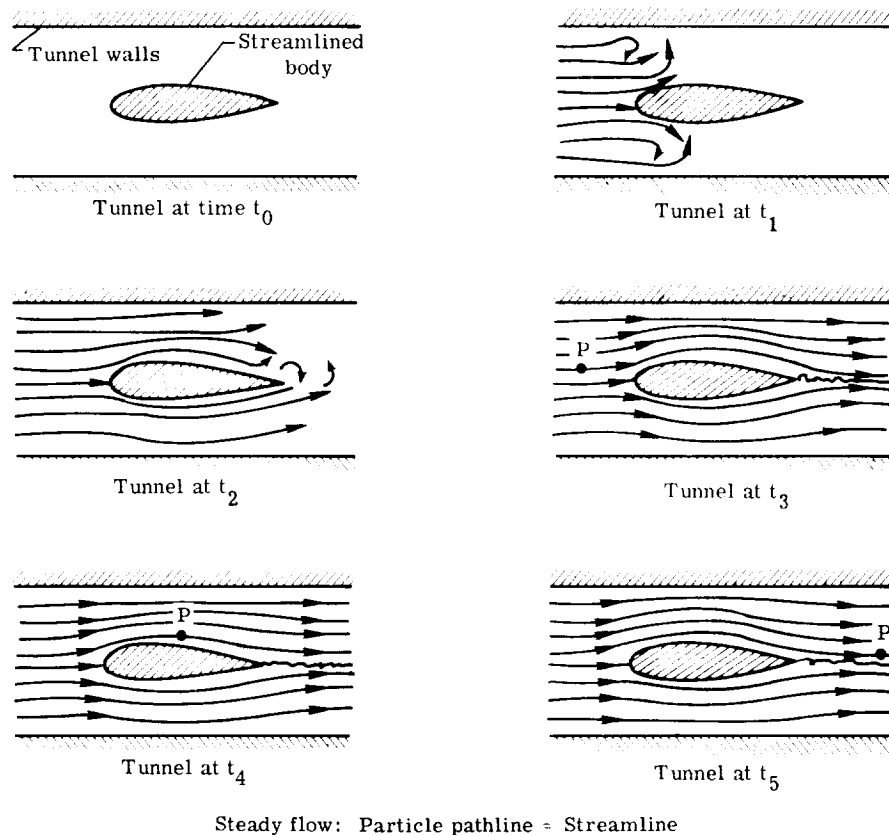 Tunnel walls
Streamlined
body
Tunnel at time t₀
Tunnel at t₁
Tunnel at t₂
P
Tunnel at t₃
P
Tunnel at t₄
P
Tunnel at t₅
Steady flow: Particle pathline = Streamline